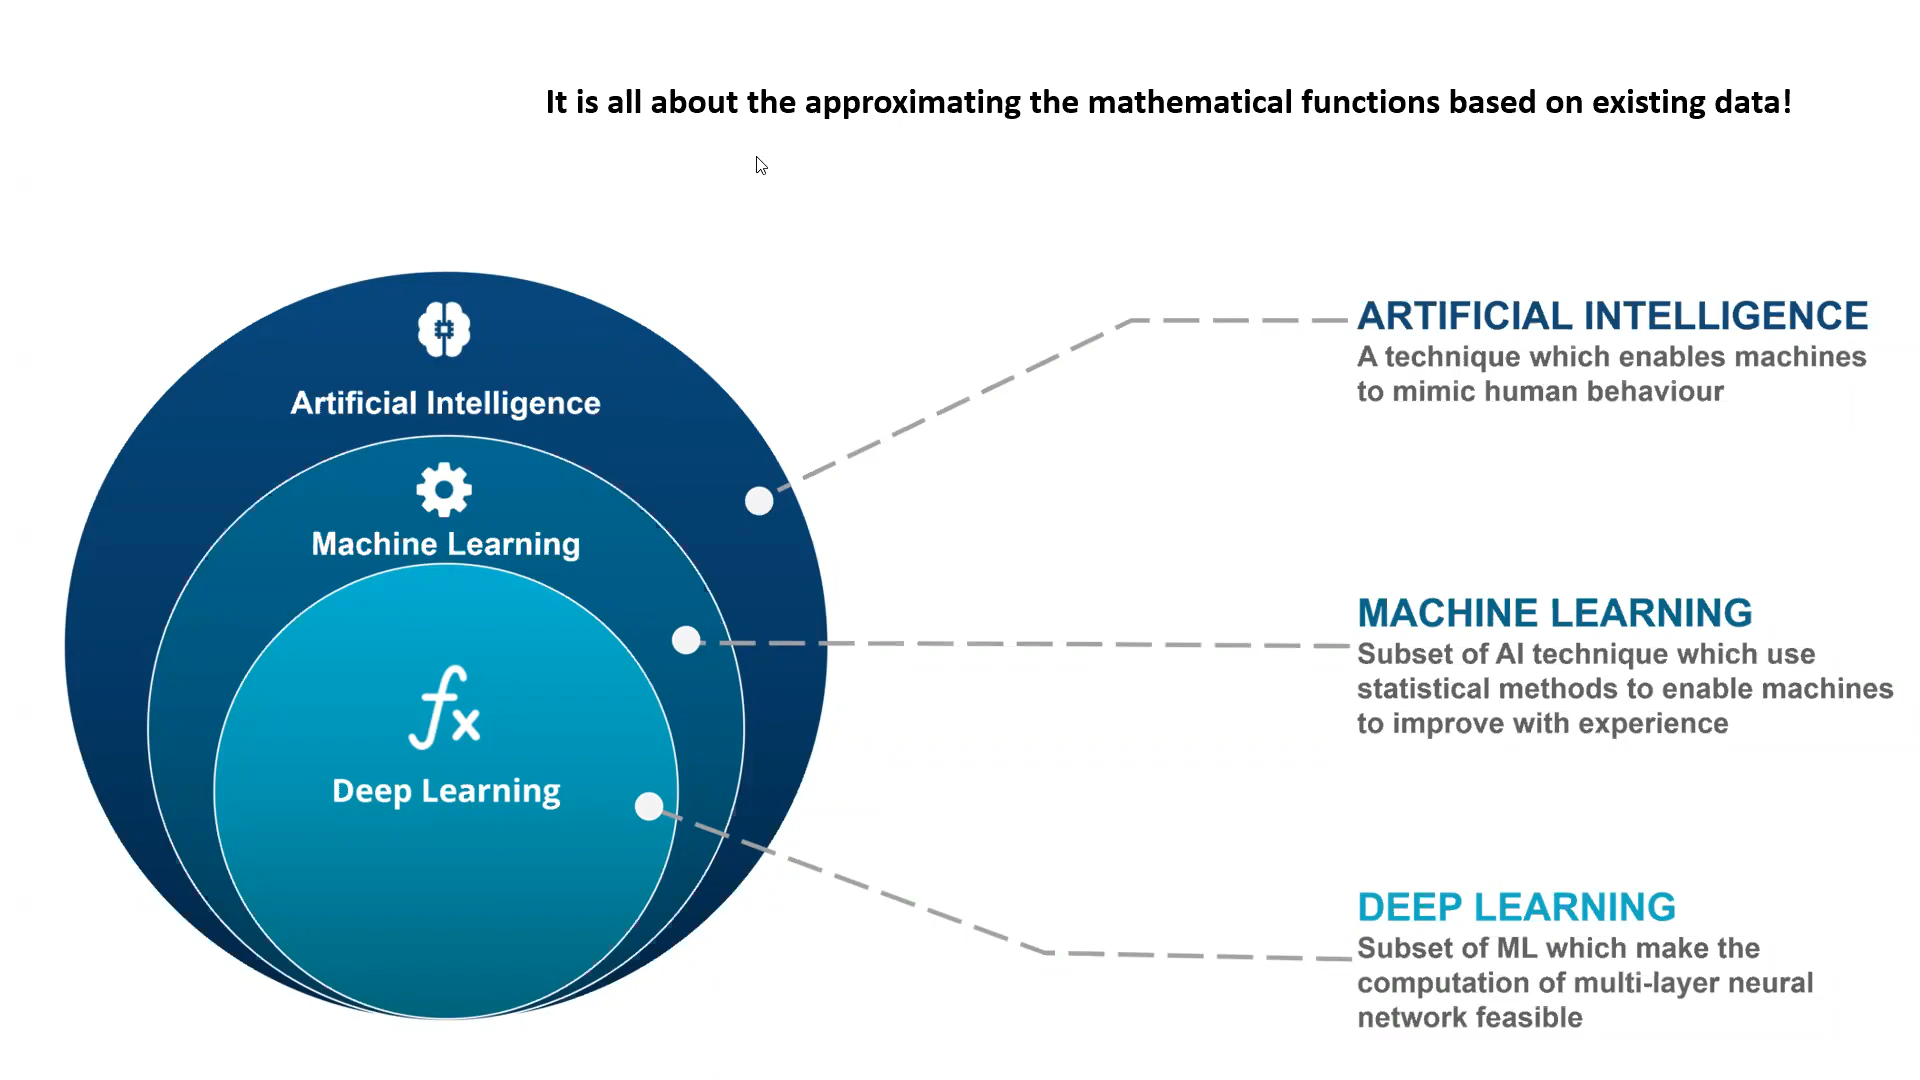 It is all about the approximating the mathematical functions based on existing data!
Artificial Intelligence
Machine Learning
fx
Deep Learning
ARTIFICIAL INTELLIGENCE
A technique which enables machines
to mimic human behaviour
MACHINE LEARNING
Subset of AI technique which use
statistical methods to enable machines
to improve with experience
DEEP LEARNING
Subset of ML which make the
computation of multi-layer neural
network feasible